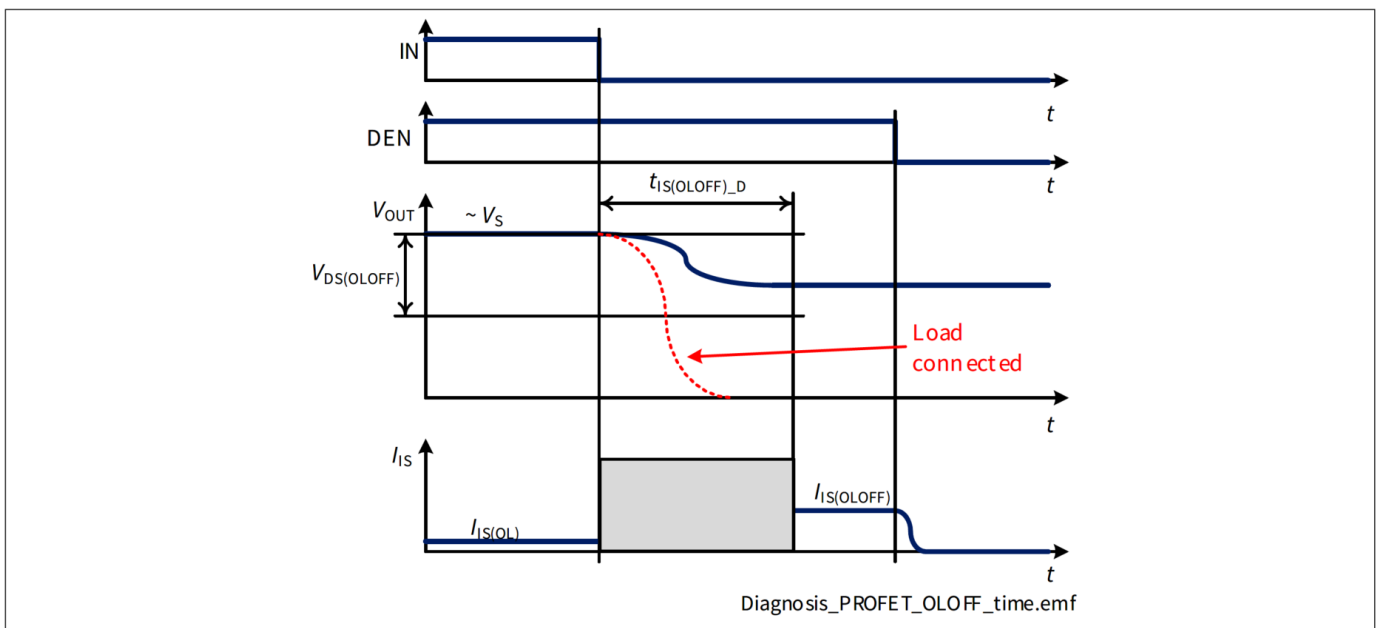 IN
t
DEN
t
tIS(OLOFF)_D
VOUT
~ VS
VDS(OLOFF)
Load
connected
t
IIS
IIS(OLOFF)
IIS(OL)
t
Diagnosis_PROFET_OLOFF_time.emf